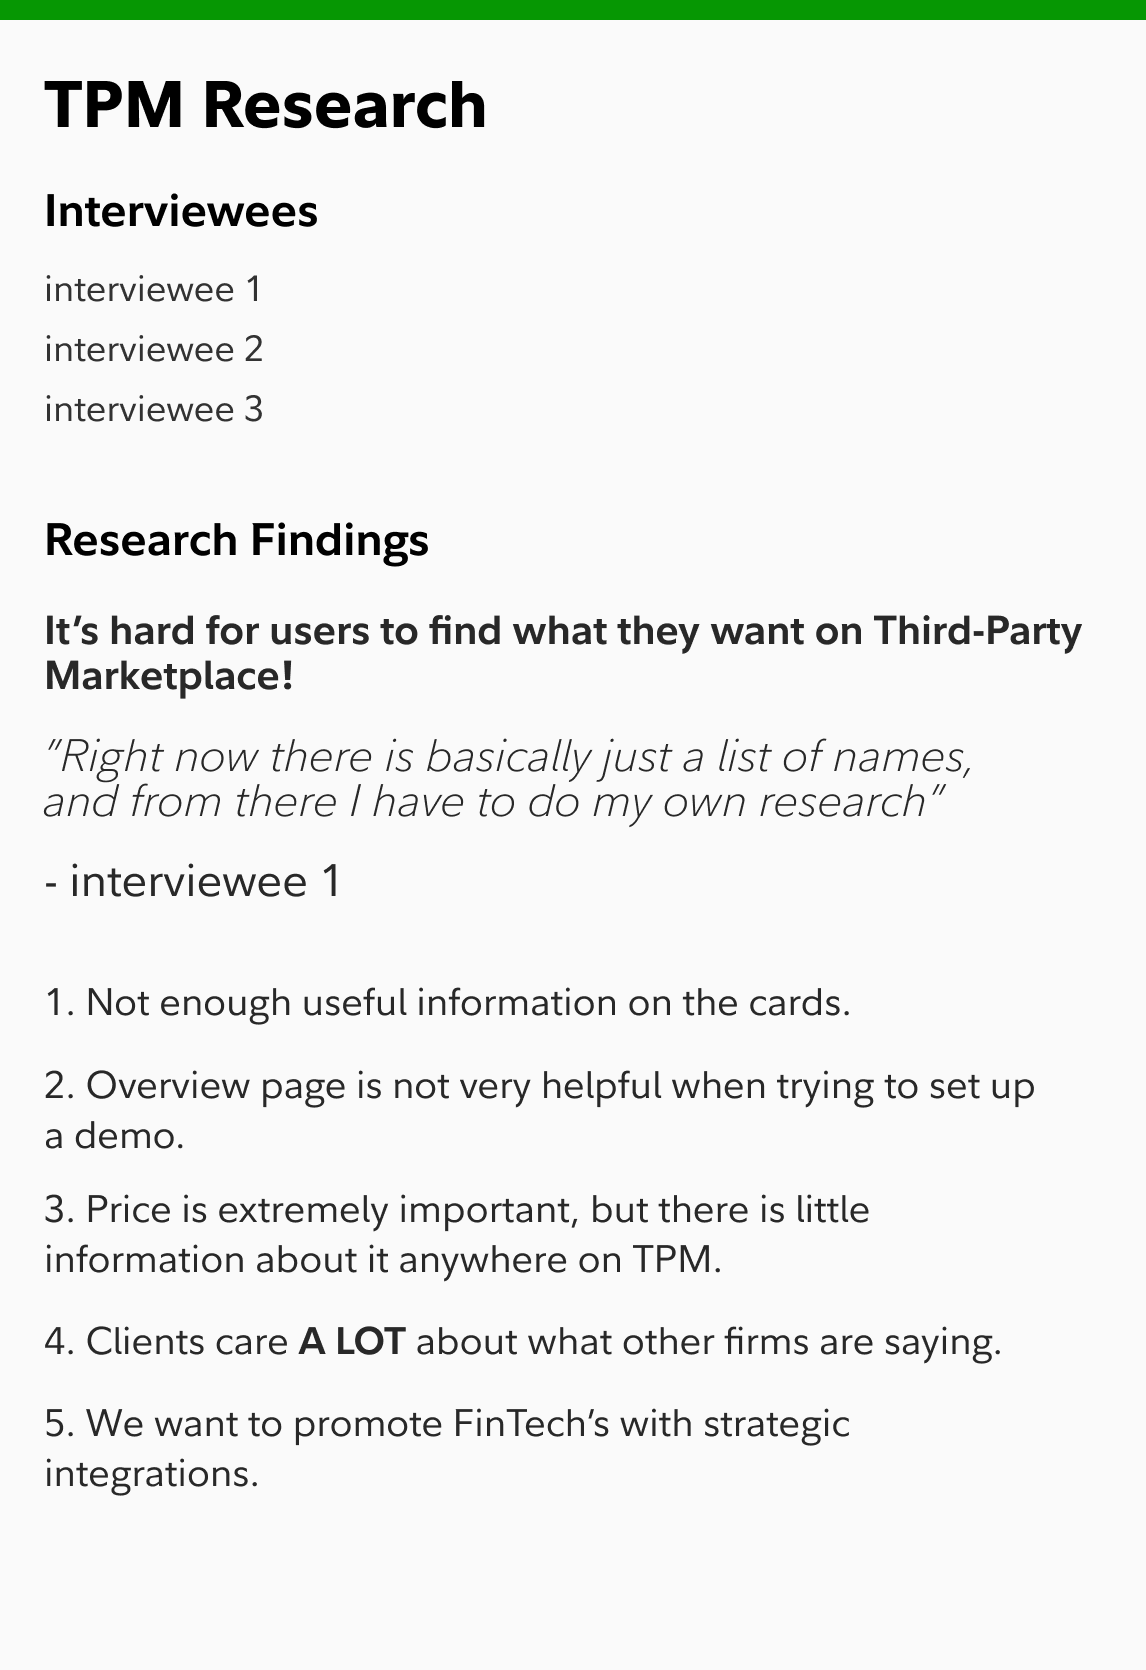 TPM Research
Interviewees
interviewee 1
interviewee 2
interviewee 3
Research Findings
It’s hard for users to find what they want on Third-Party
Marketplace!
“Right now there is basically just a list of names,
and from there I have to do my own research”
- interviewee 1
1. Not enough useful information on the cards.
2. Overview page is not very helpful when trying to set up
a demo.
3. Price is extremely important, but there is little
information about it anywhere on TPM.
4. Clients care A LOT about what other firms are saying.
5. We want to promote FinTech’s with strategic
integrations.